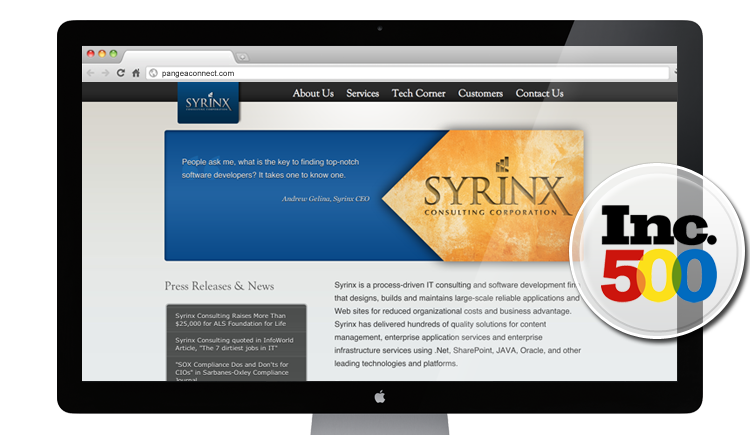 pangeaconnect.com
SYRINX
CONSULTING CORPORATION
About Us Services Tech Corner Customers Contact Us
People ask me, what is the key to finding top-notch
software developers? It takes one to know one.
Andrew Gelina, Syrinx CEO
SYRINX
CONSULTING CORPORATION
Inc.
500
Press Releases & News
Syrinx Consulting Raises More Than
$25,000 for ALS Foundation for Life
Syrinx Consulting quoted in InfoWorld
Article, "The 7 dirtiest jobs in IT"
"SOX Compliance Dos and Don'ts for
CIOs" in Sarbanes-Oxley Compliance
Journal
Syrinx is a process-driven IT consulting and software development
that designs, builds and maintains large-scale reliable applications and
Web sites for reduced organizational costs and business advantage.
Syrinx has delivered hundreds of quality solutions for content
management, enterprise application services and enterprise
infrastructure services using .Net, SharePoint, JAVA, Oracle, and other
leading technologies and platforms.